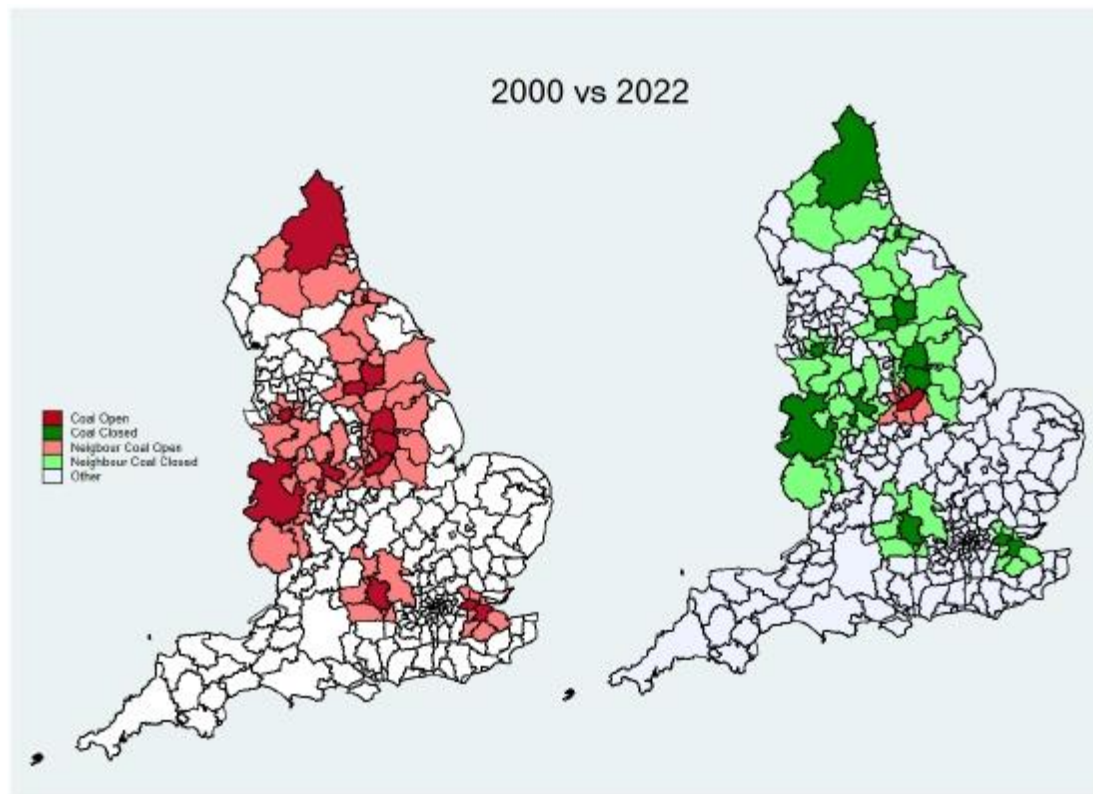 2000 vs 2022
Coal Open
Coal Closed
Neigbour Coal Open
Neighbour Coal Closed
Other